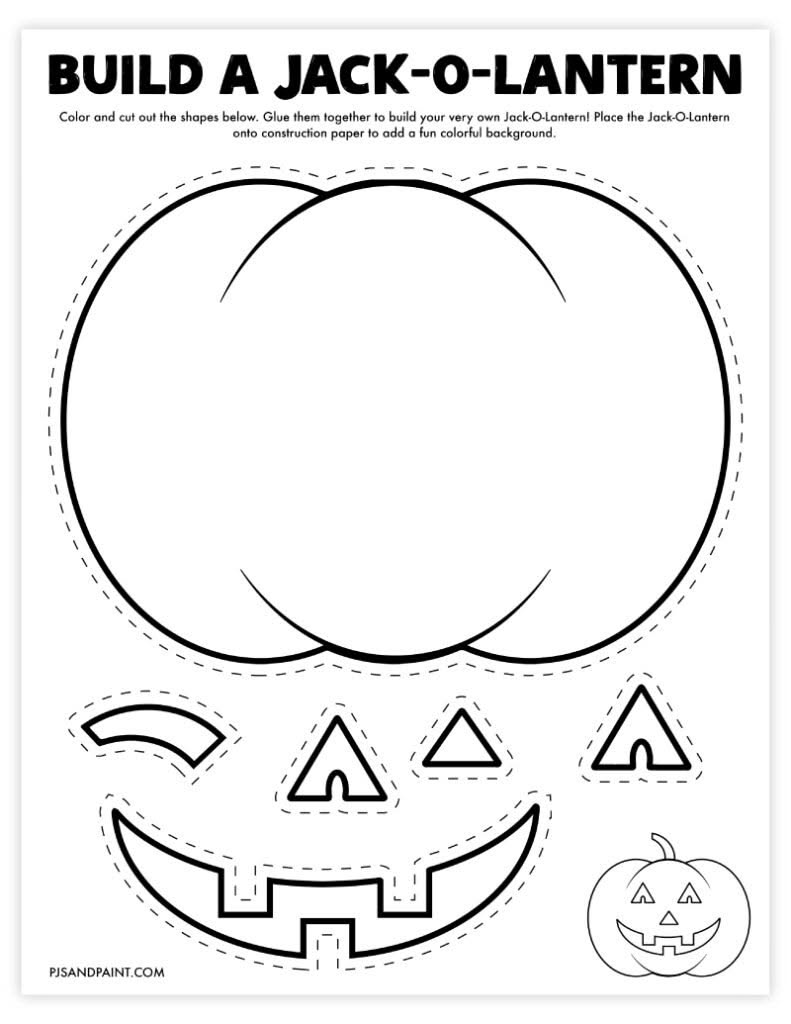 BUILD A JACK-O-LANTERN
Color and cut out the shapes below. Glue them together to build your very own Jack-O-Lantern! Place the Jack-O-Lantern
onto construction paper to add a fun colorful background.
PJSANDPAINT.COM